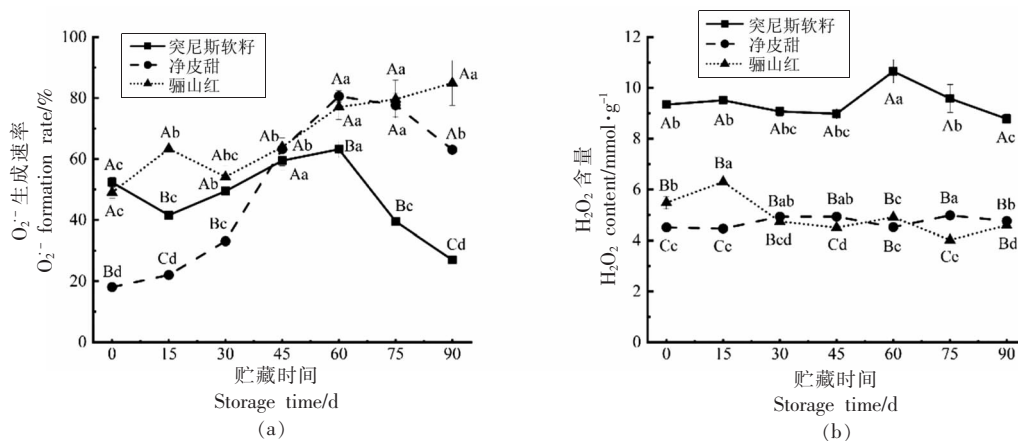 突尼斯软籽
净皮甜
骊山红
O₂·⁻生成速率
O₂·⁻ formation rate/%
100
80
60
40
20
0
Ac
Ac
Bd
Ab
Bc
Cd
Abc
Ab
Bc
Ab
Ab
Aa
Aa
Aa
Ba
Aa
Aa
Bc
Aa
Ab
Cd
0 15 30 45 60 75 90
贮藏时间
Storage time/d
(a)
突尼斯软籽
净皮甜
骊山红
H₂O₂含量
H₂O₂ content/mmol·g⁻¹
12
10
8
6
4
2
0
Ab Ab Abc Abc Aa Ab Ac
Bb Ba Bab Bab Bc Ba Bb
Cc Cc Bcd Cd Bc Cc Bd
0 15 30 45 60 75 90
贮藏时间
Storage time/d
(b)